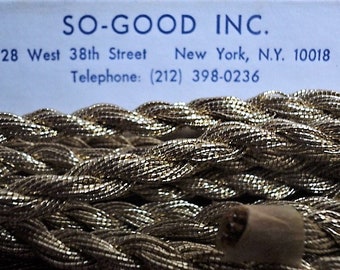 SO-GOOD INC.
28 West 38th Street New York, N.Y. 10018
Telephone: (212) 398-0236